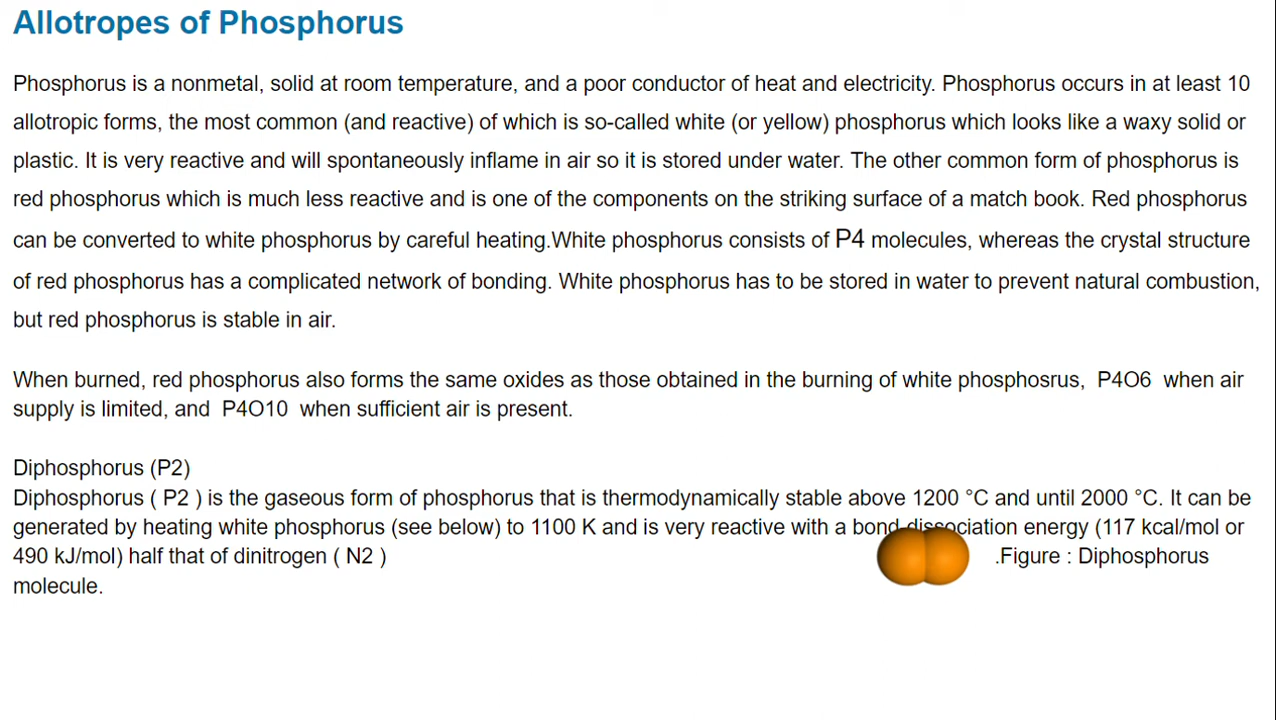 Allotropes of Phosphorus
Phosphorus is a nonmetal, solid at room temperature, and a poor conductor of heat and electricity. Phosphorus occurs in at least 10
allotropic forms, the most common (and reactive) of which is so-called white (or yellow) phosphorus which looks like a waxy solid or
plastic. It is very reactive and will spontaneously inflame in air so it is stored under water. The other common form of phosphorus is
red phosphorus which is much less reactive and is one of the components on the striking surface of a match book. Red phosphorus
can be converted to white phosphorus by careful heating.White phosphorus consists of P4 molecules, whereas the crystal structure
of red phosphorus has a complicated network of bonding. White phosphorus has to be stored in water to prevent natural combustion,
but red phosphorus is stable in air.
When burned, red phosphorus also forms the same oxides as those obtained in the burning of white phosphosrus, P4O6 when air
supply is limited, and P4O10 when sufficient air is present.
Diphosphorus (P2)
Diphosphorus ( P2 ) is the gaseous form of phosphorus that is thermodynamically stable above 1200 °C and until 2000 °C. It can be
generated by heating white phosphorus (see below) to 1100 K and is very reactive with a bond-dissociation energy (117 kcal/mol or
490 kJ/mol) half that of dinitrogen ( N2 ) .Figure : Diphosphorus
molecule.